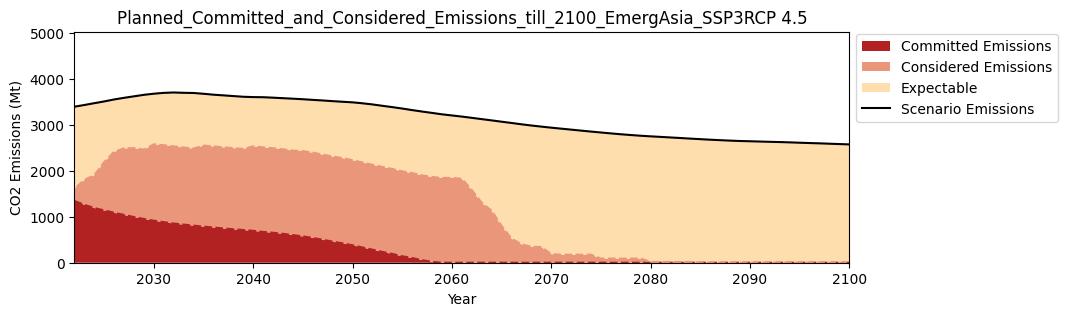 Planned_Committed_and_Considered_Emissions_till_2100_EmergAsia_SSP3RCP 4.5
CO2 Emissions (Mt)
5000
4000
3000
2000
1000
0
2030 2040 2050 2060 2070 2080 2090 2100
Year
Committed Emissions
Considered Emissions
Expectable
Scenario Emissions